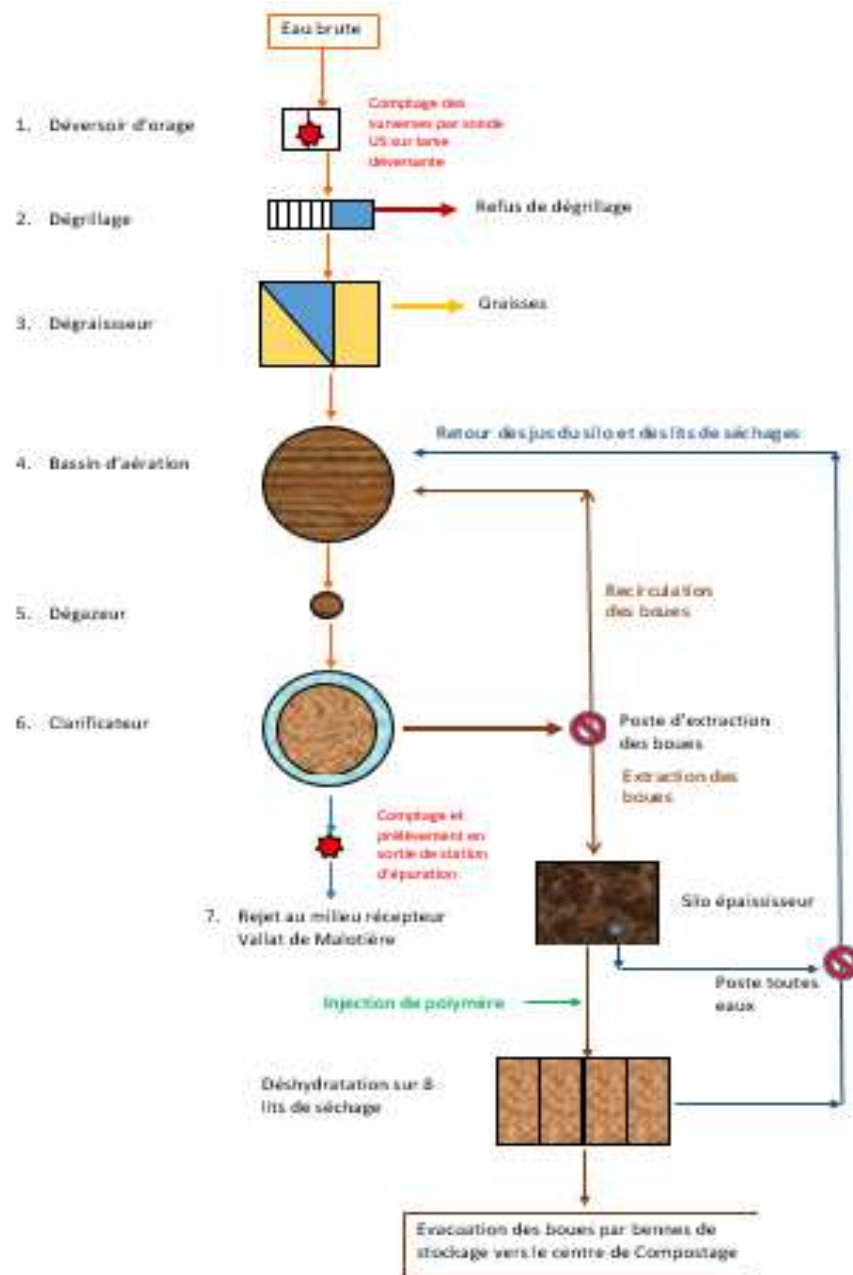 Eau brute
1. Déversoir d'orage
Comptage des
surverses par sonde
US sur lame
déversante
2. Dégrillage
Refus de dégrillage
3. Dégraisseur
Graisses
Retour des jus du silo et des lits de séchages
4. Bassin d'aération
Recirculation
des boues
5. Dégazeur
6. Clarificateur
Poste d'extraction
des boues
Extraction des
boues
Comptage et
prélèvement en
sortie de station
d'épuration
Silo épaississeur
7. Rejet au milieu récepteur
Vallat de Malotière
Poste toutes
eaux
Injection de polymère
Déshydratation sur 8
lits de séchage
Evacuation des boues par bennes de
stockage vers le centre de Compostage